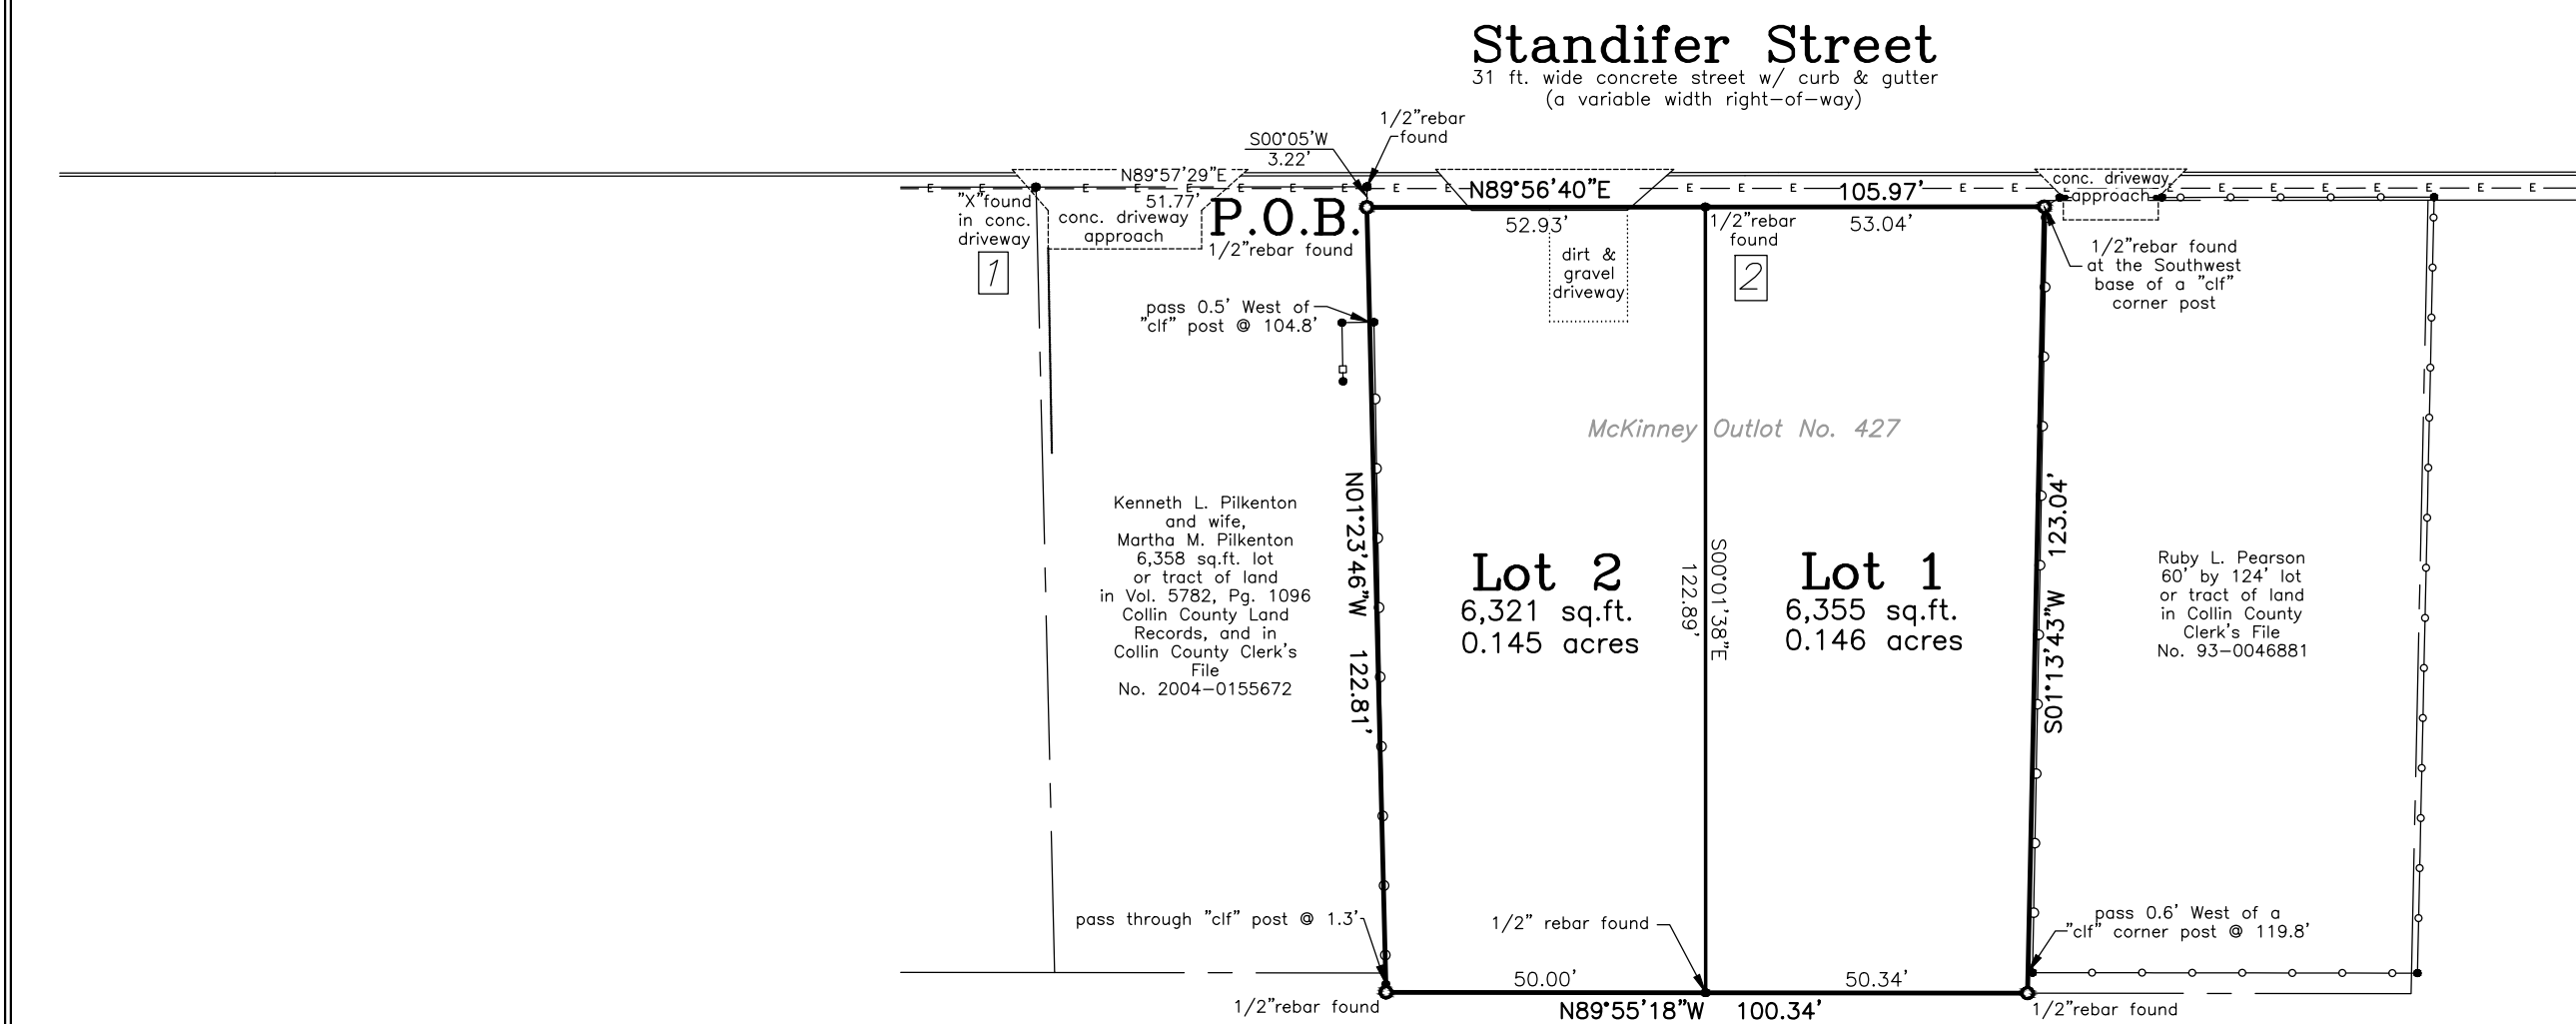 Standifer Street
31 ft. wide concrete street w/ curb & gutter
(a variable width right-of-way)
1/2"rebar
found
S00°05'W
3.22'
N89°57'29"E
51.77'
"X"found
in conc.
driveway
conc. driveway
approach
P.O.B.
1/2"rebar found
1
E E E E E E E E E E E E E E E E E E E E E
N89°56'40"E 105.97'
52.93'
1/2"rebar
found
53.04'
conc. driveway
approach
dirt &
gravel
driveway
2
1/2"rebar found
at the Southwest
base of a "clf"
corner post
pass 0.5' West of
"clf" post @ 104.8'
McKinney Outlot No. 427
Kenneth L. Pilkenton
and wife,
Martha M. Pilkenton
6,358 sq.ft. lot
or tract of land
in Vol. 5782, Pg. 1096
Collin County Land
Records, and in
Collin County Clerk's
File
No. 2004-0155672
N01°23'46"W 122.81'
Lot 2
6,321 sq.ft.
0.145 acres
S00°01'38"E
122.89'
Lot 1
6,355 sq.ft.
0.146 acres
S01°13'43"W 123.04'
Ruby L. Pearson
60' by 124' lot
or tract of land
in Collin County
Clerk's File
No. 93-0046881
pass through "clf" post @ 1.3'
1/2" rebar found
pass 0.6' West of a
"clf" corner post @ 119.8'
50.00'
50.34'
1/2"rebar found
N89°55'18"W 100.34'
1/2"rebar found